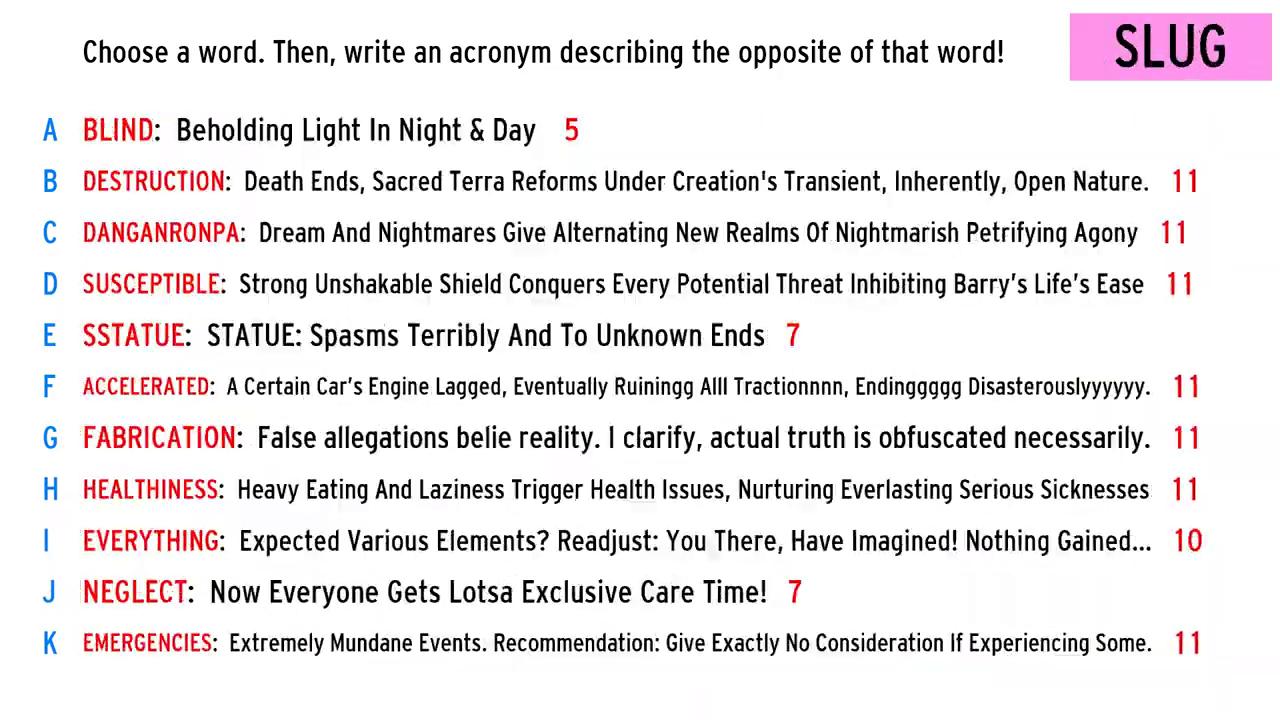 Choose a word. Then, write an acronym describing the opposite of that word!
SLUG
A BLIND: Beholding Light In Night & Day 5
B DESTRUCTION: Death Ends, Sacred Terra Reforms Under Creation's Transient, Inherently, Open Nature. 11
C DANGANRONPA: Dream And Nightmares Give Alternating New Realms Of Nightmarish Petrifying Agony 11
D SUSCEPTIBLE: Strong Unshakable Shield Conquers Every Potential Threat Inhibiting Barry’s Life’s Ease 11
E SSTATUE: STATUE: Spasms Terribly And To Unknown Ends 7
F ACCELERATED: A Certain Car’s Engine Lagged, Eventually Ruiningg Alll Tractionnnn, Endinggggg Disasterouslyyyyyy. 11
G FABRICATION: False allegations belie reality. I clarify, actual truth is obfuscated necessarily. 11
H HEALTHINESS: Heavy Eating And Laziness Trigger Health Issues, Nurturing Everlasting Serious Sicknesses 11
I EVERYTHING: Expected Various Elements? Readjust: You There, Have Imagined! Nothing Gained... 10
J NEGLECT: Now Everyone Gets Lotsa Exclusive Care Time! 7
K EMERGENCIES: Extremely Mundane Events. Recommendation: Give Exactly No Consideration If Experiencing Some. 11